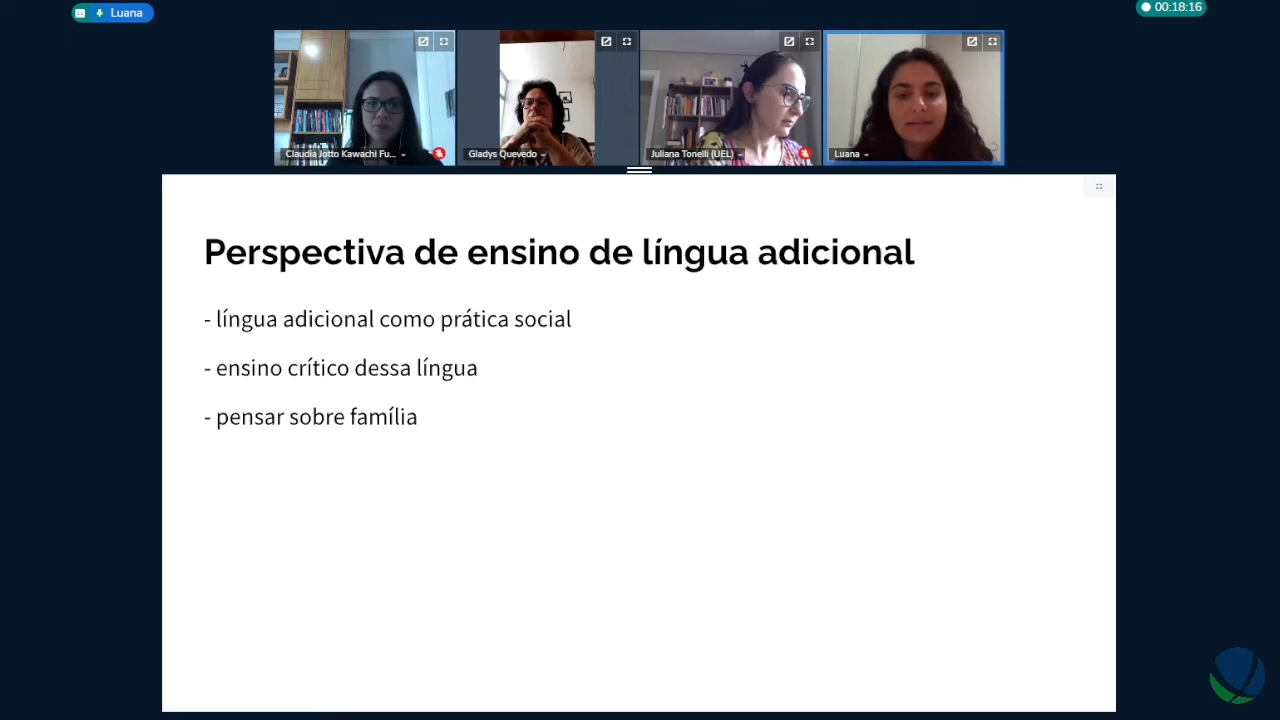 Luana
00:18:16
Claudia Jotto Kawachi Fu...
Gladys Quevedo
Juliana Tonelli (UEL)
Luana
Perspectiva de ensino de língua adicional
- língua adicional como prática social
- ensino crítico dessa língua
- pensar sobre família